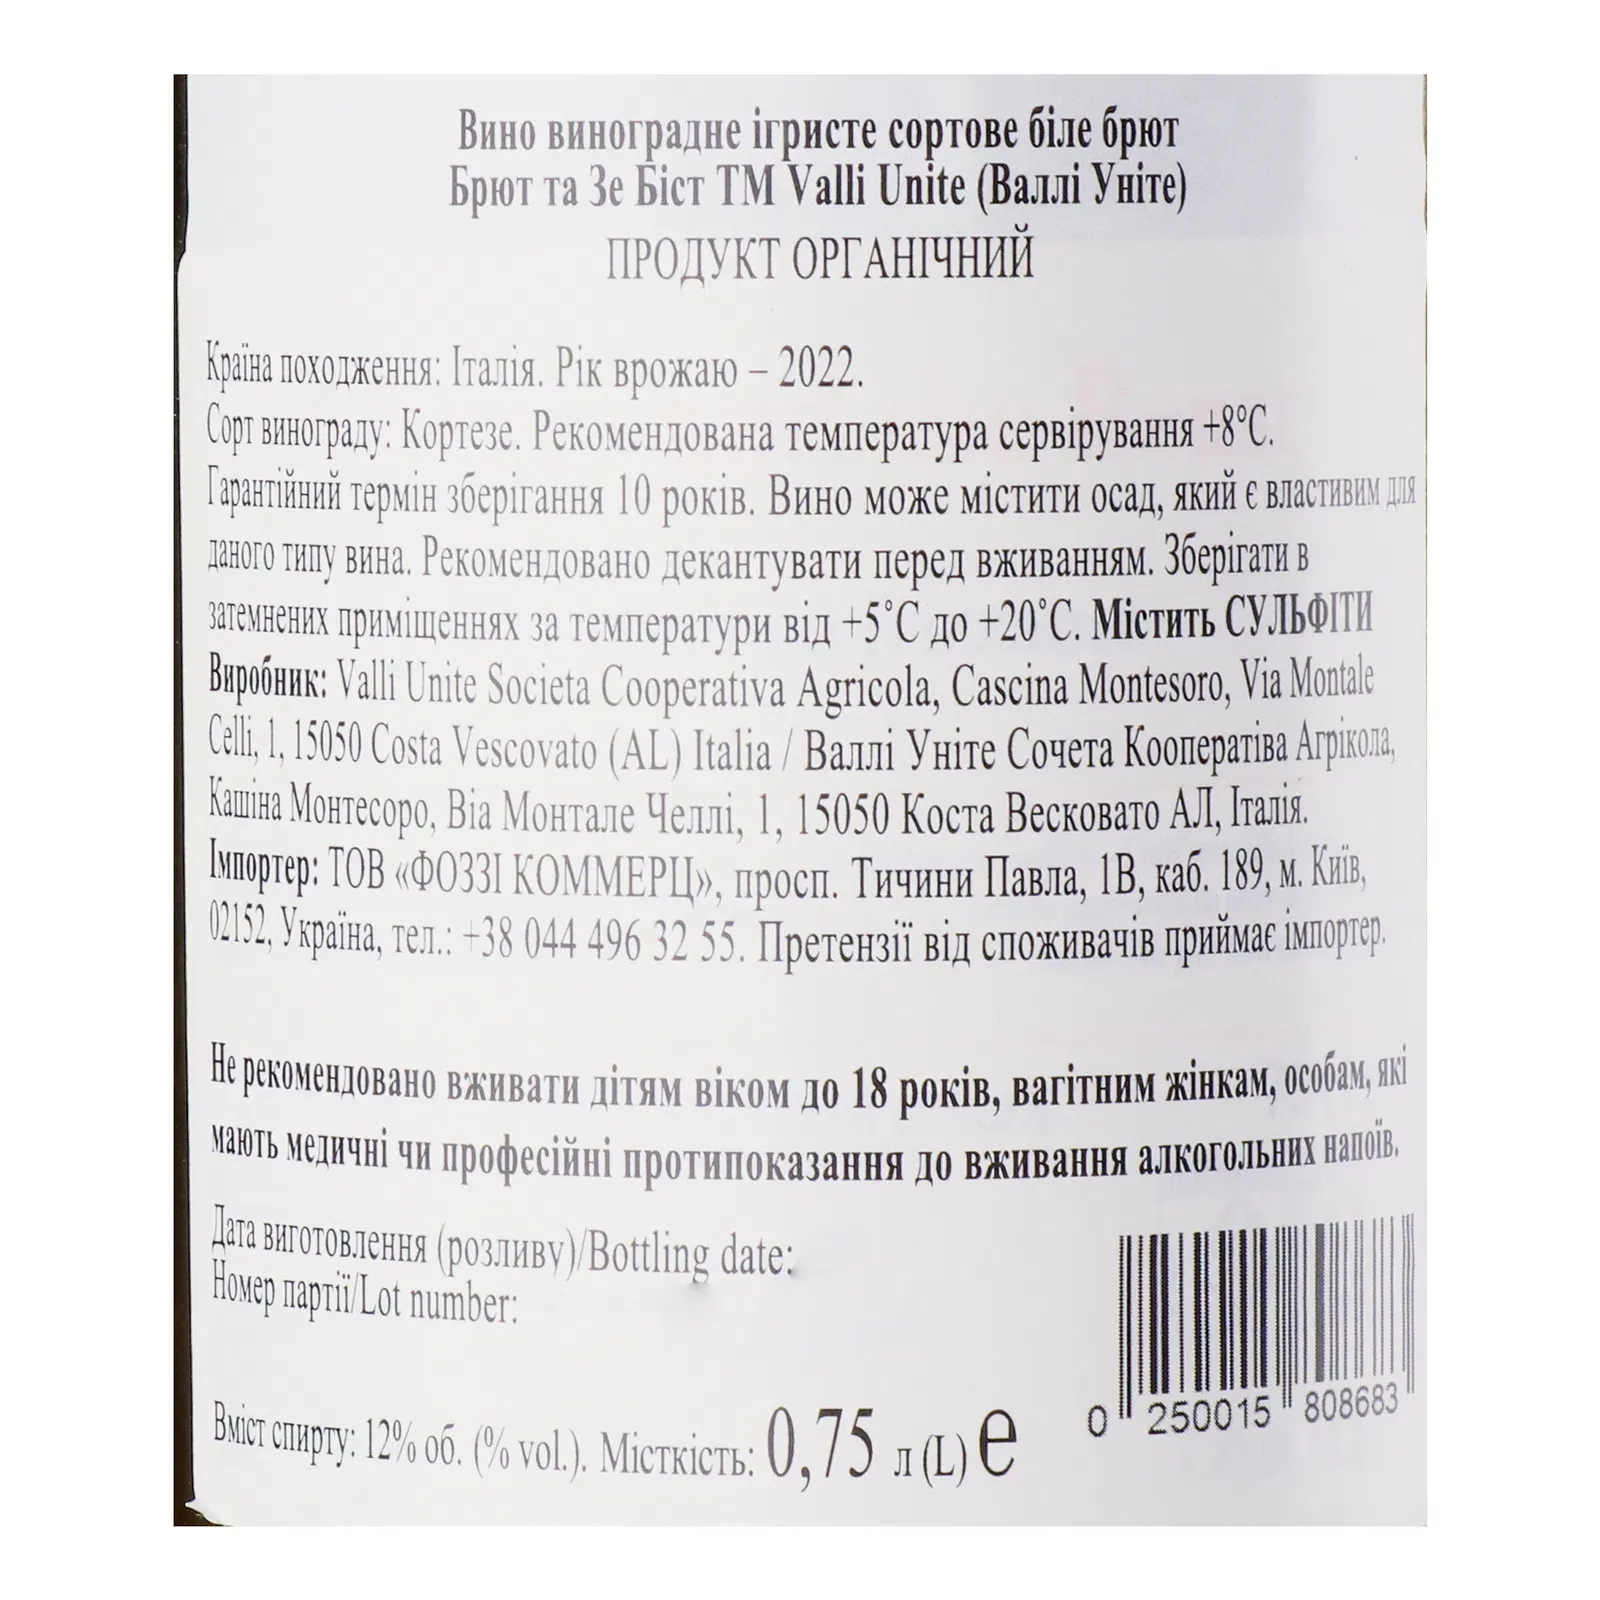 Вино виноградне ігристе сортове біле брют
Брют та Зе Біст ТМ Valli Unite (Валлі Уніте)
ПРОДУКТ ОРГАНІЧНИЙ
Країна походження: Італія. Рік врожаю – 2022.
Сорт винограду: Кортезе. Рекомендована температура сервірування +8°С.
Гарантійний термін зберігання 10 років. Вино може містити осад, який є властивим для
даного типу вина. Рекомендовано декантувати перед вживанням. Зберігати в
затемнених приміщеннях за температури від +5˚С до +20˚С. Містить СУЛЬФІТИ
Виробник: Valli Unite Societa Cooperativa Agricola, Cascina Montesoro, Via Montale
Celli, 1, 15050 Costa Vescovato (AL) Italia / Валлі Уніте Сочета Кооператіва Агрікола,
Кашіна Монтесоро, Віа Монтале Челлі, 1, 15050 Коста Весковато АЛ, Італія.
Імпортер: ТОВ «ФОЗЗІ КОММЕРЦ», просп. Тичини Павла, 1В, каб. 189, м. Київ,
02152, Україна, тел.: +38 044 496 32 55. Претензії від споживачів приймає імпортер.
Не рекомендовано вживати дітям віком до 18 років, вагітним жінкам, особам, які
мають медичні чи професійні протипоказання до вживання алкогольних напоїв.
Дата виготовлення (розливу)/Bottling date:
Номер партії/Lot number:
Вміст спирту: 12% об. (% vol.). Місткість: 0,75 л (L) e
0 250015 808683